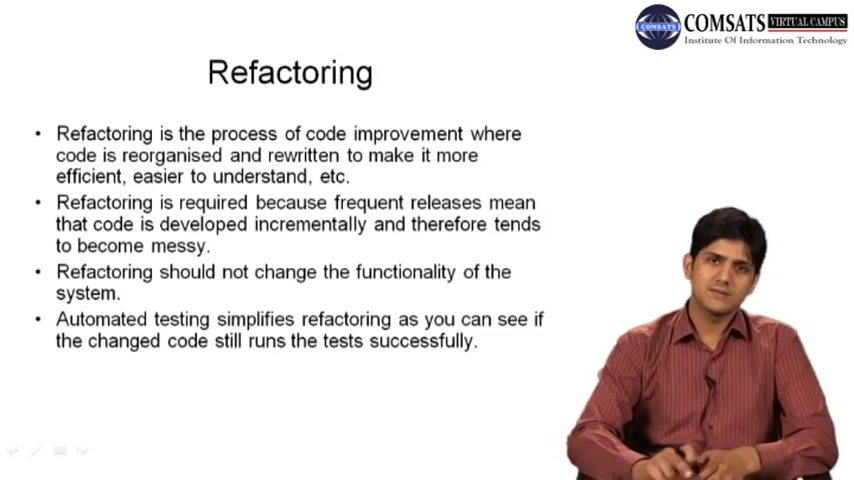 COMSATS VIRTUAL CAMPUS
COMSATS
Institute Of Information Technology
Refactoring
• Refactoring is the process of code improvement where
code is reorganised and rewritten to make it more
efficient, easier to understand, etc.
• Refactoring is required because frequent releases mean
that code is developed incrementally and therefore tends
to become messy.
• Refactoring should not change the functionality of the
system.
• Automated testing simplifies refactoring as you can see if
the changed code still runs the tests successfully.